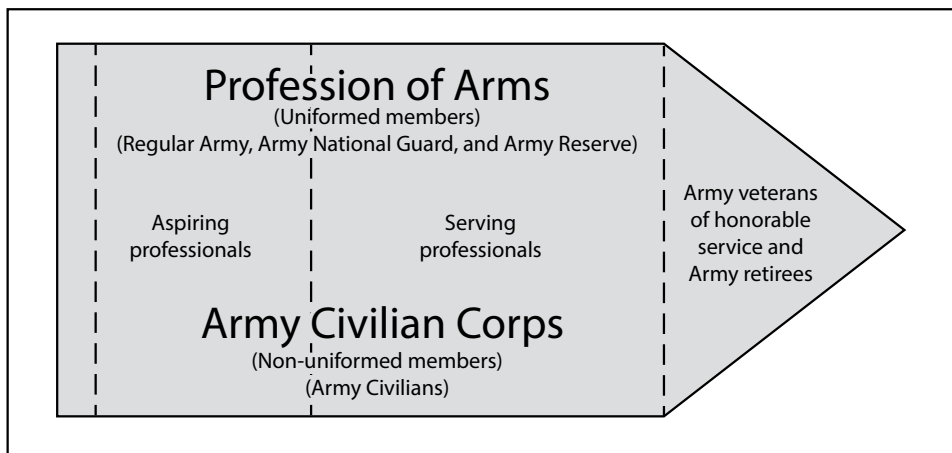 Profession of Arms
(Uniformed members)
(Regular Army, Army National Guard, and Army Reserve)
Aspiring
professionals
Serving
professionals
Army veterans
of honorable
service and
Army retirees
Army Civilian Corps
(Non-uniformed members)
(Army Civilians)